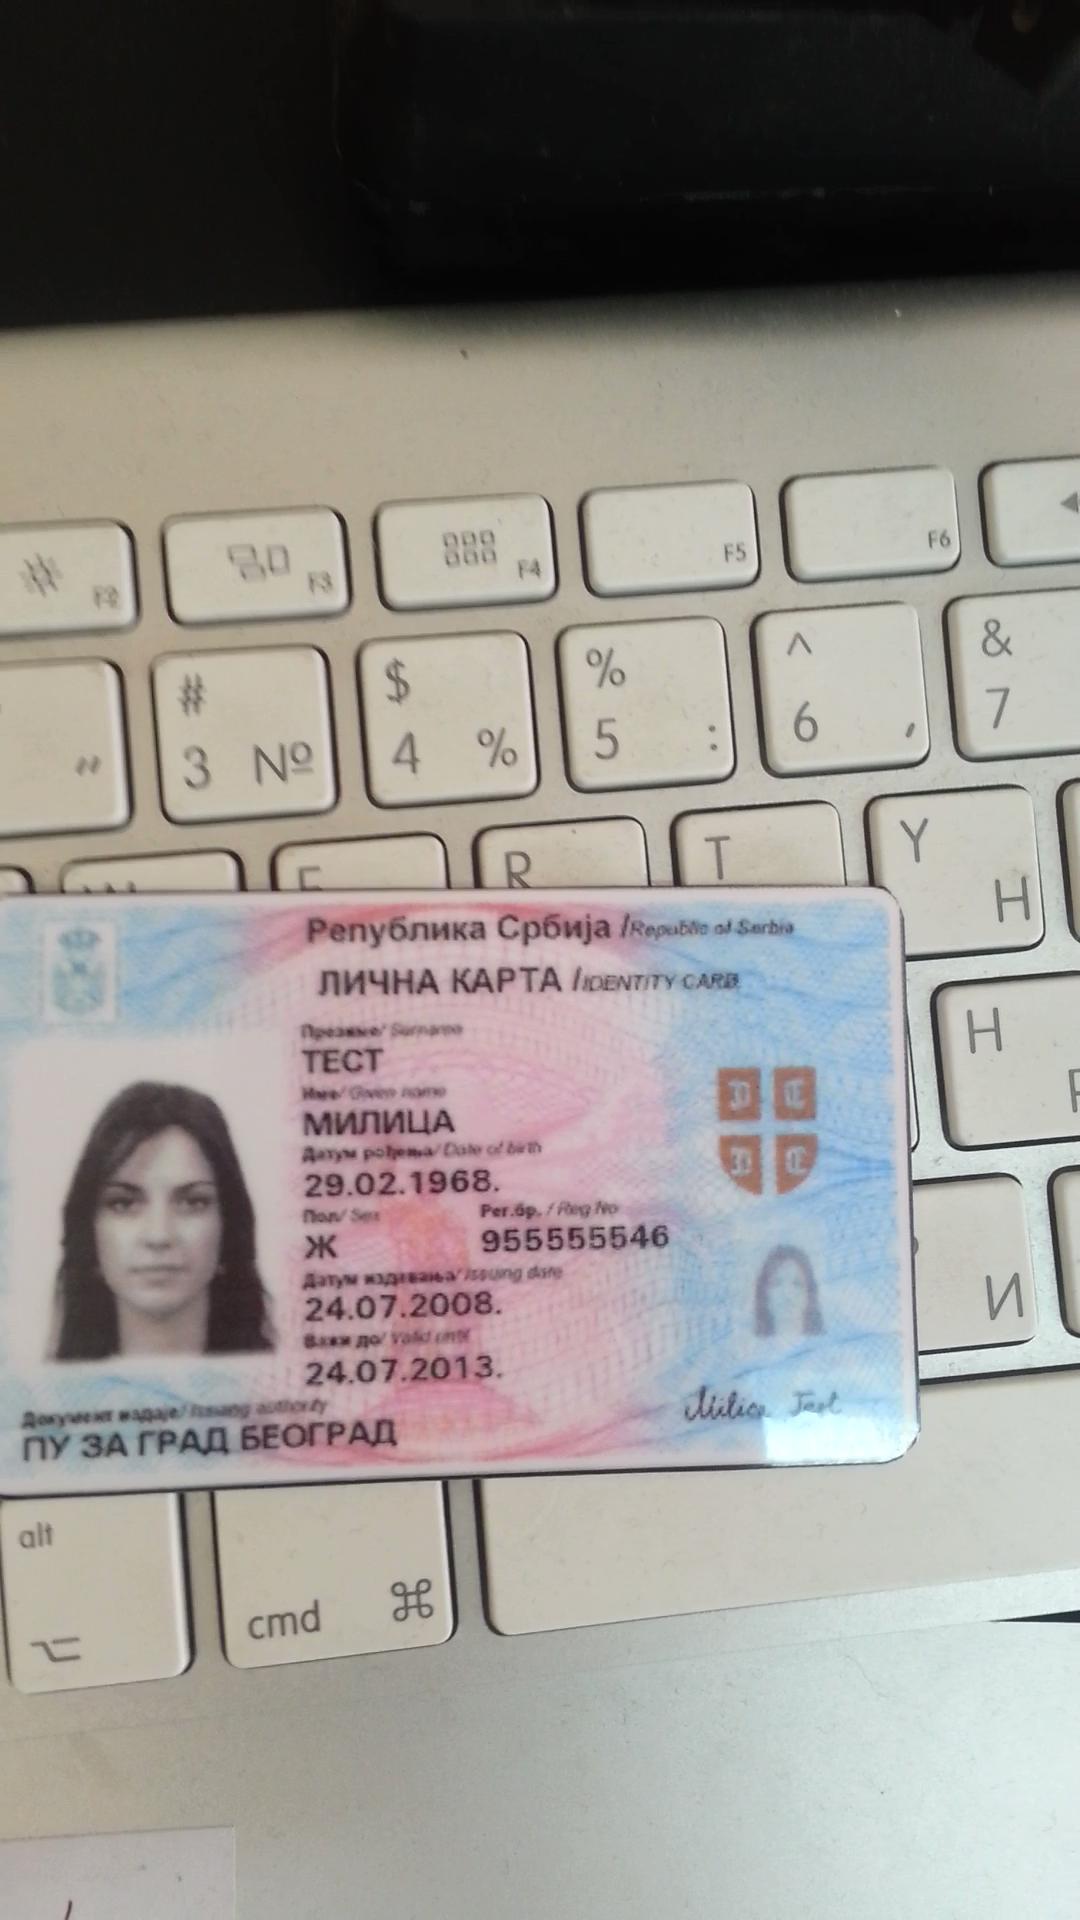 F2
F3
F4
F5
F6
“
# 3 №
$ 4 %
% 5 :
^ 6 ,
& 7
R
T
Y Н
Република Србија /Republic of Serbia
ЛИЧНА КАРТА /IDENTITY CARD
Презиме/ Surname
ТЕСТ
Име/ Given name
МИЛИЦА
Датум рођења/ Date of birth
29.02.1968.
Пол/ Sex Рег.бр. / Reg No
Ж 955555546
Датум издавања/ Issuing date
24.07.2008.
Важи до/ Valid until
24.07.2013.
Документ издаје/ Issuing authority
ПУ ЗА ГРАД БЕОГРАД
Milica Test
H
И
alt
cmd ⌘